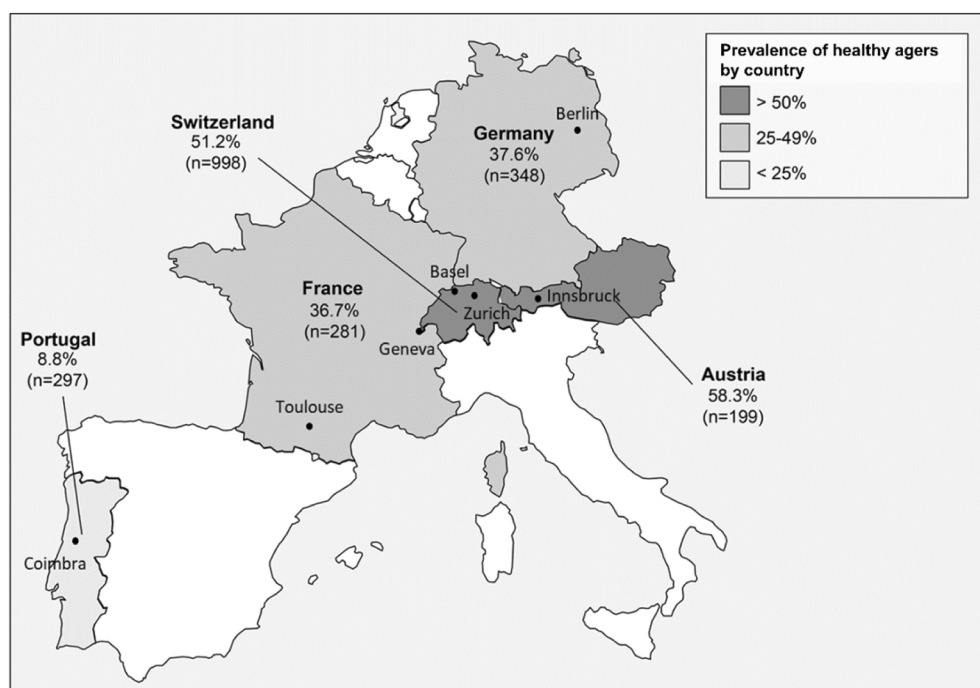 Prevalence of healthy agers
by country
> 50%
25-49%
< 25%
Switzerland
51.2%
(n=998)
Germany
37.6%
(n=348)
Berlin
France
36.7%
(n=281)
Basel
Zurich
Innsbruck
Geneva
Portugal
8.8%
(n=297)
Austria
58.3%
(n=199)
Toulouse
Coimbra